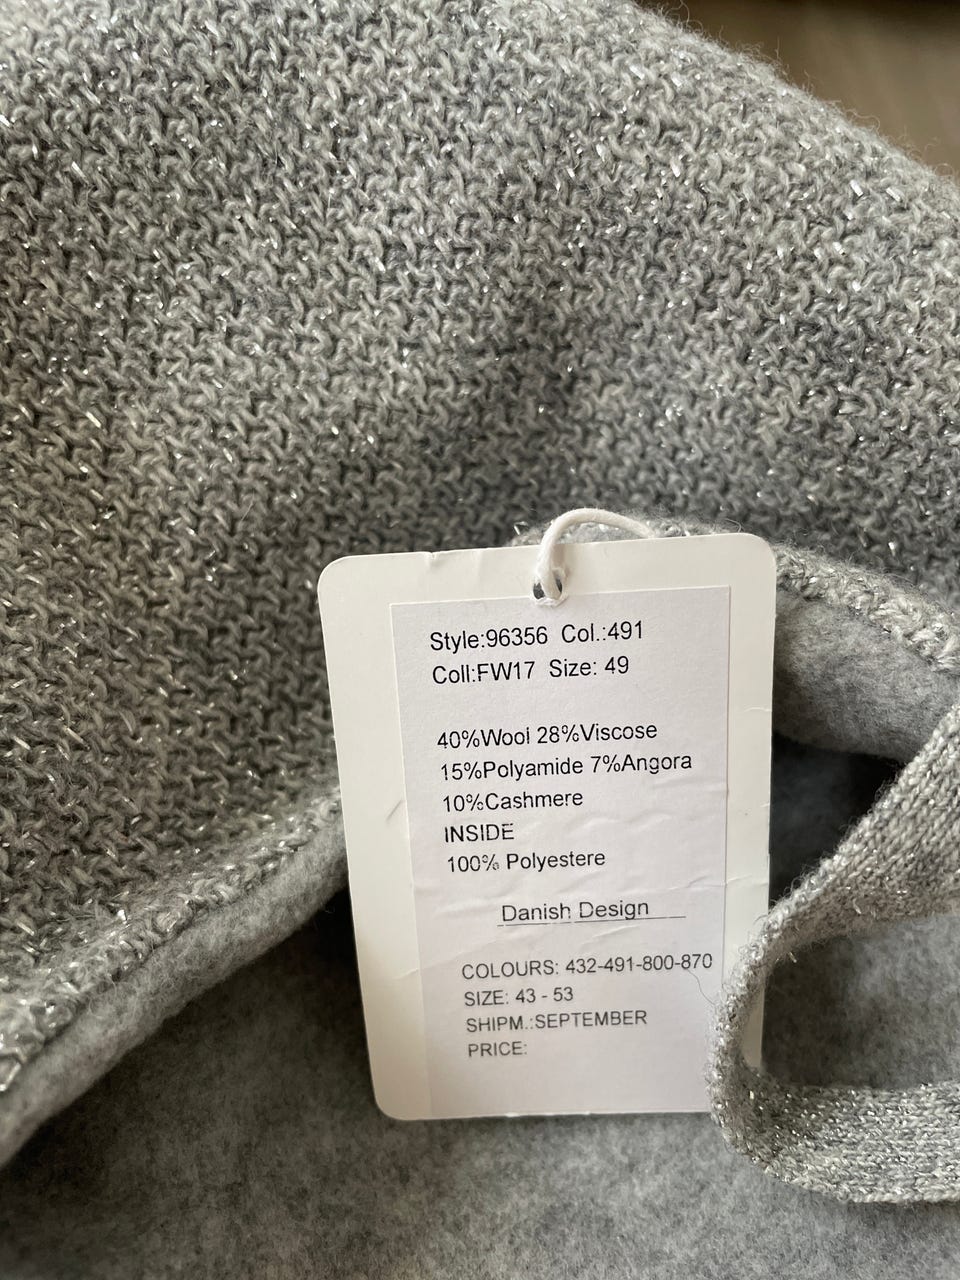 Style:96356 Col.:491
Coll:FW17 Size: 49
40%Wool 28%Viscose
15%Polyamide 7%Angora
10%Cashmere
INSIDE
100% Polyestere
Danish Design
COLOURS: 432-491-800-870
SIZE: 43 - 53
SHIPM.:SEPTEMBER
PRICE: